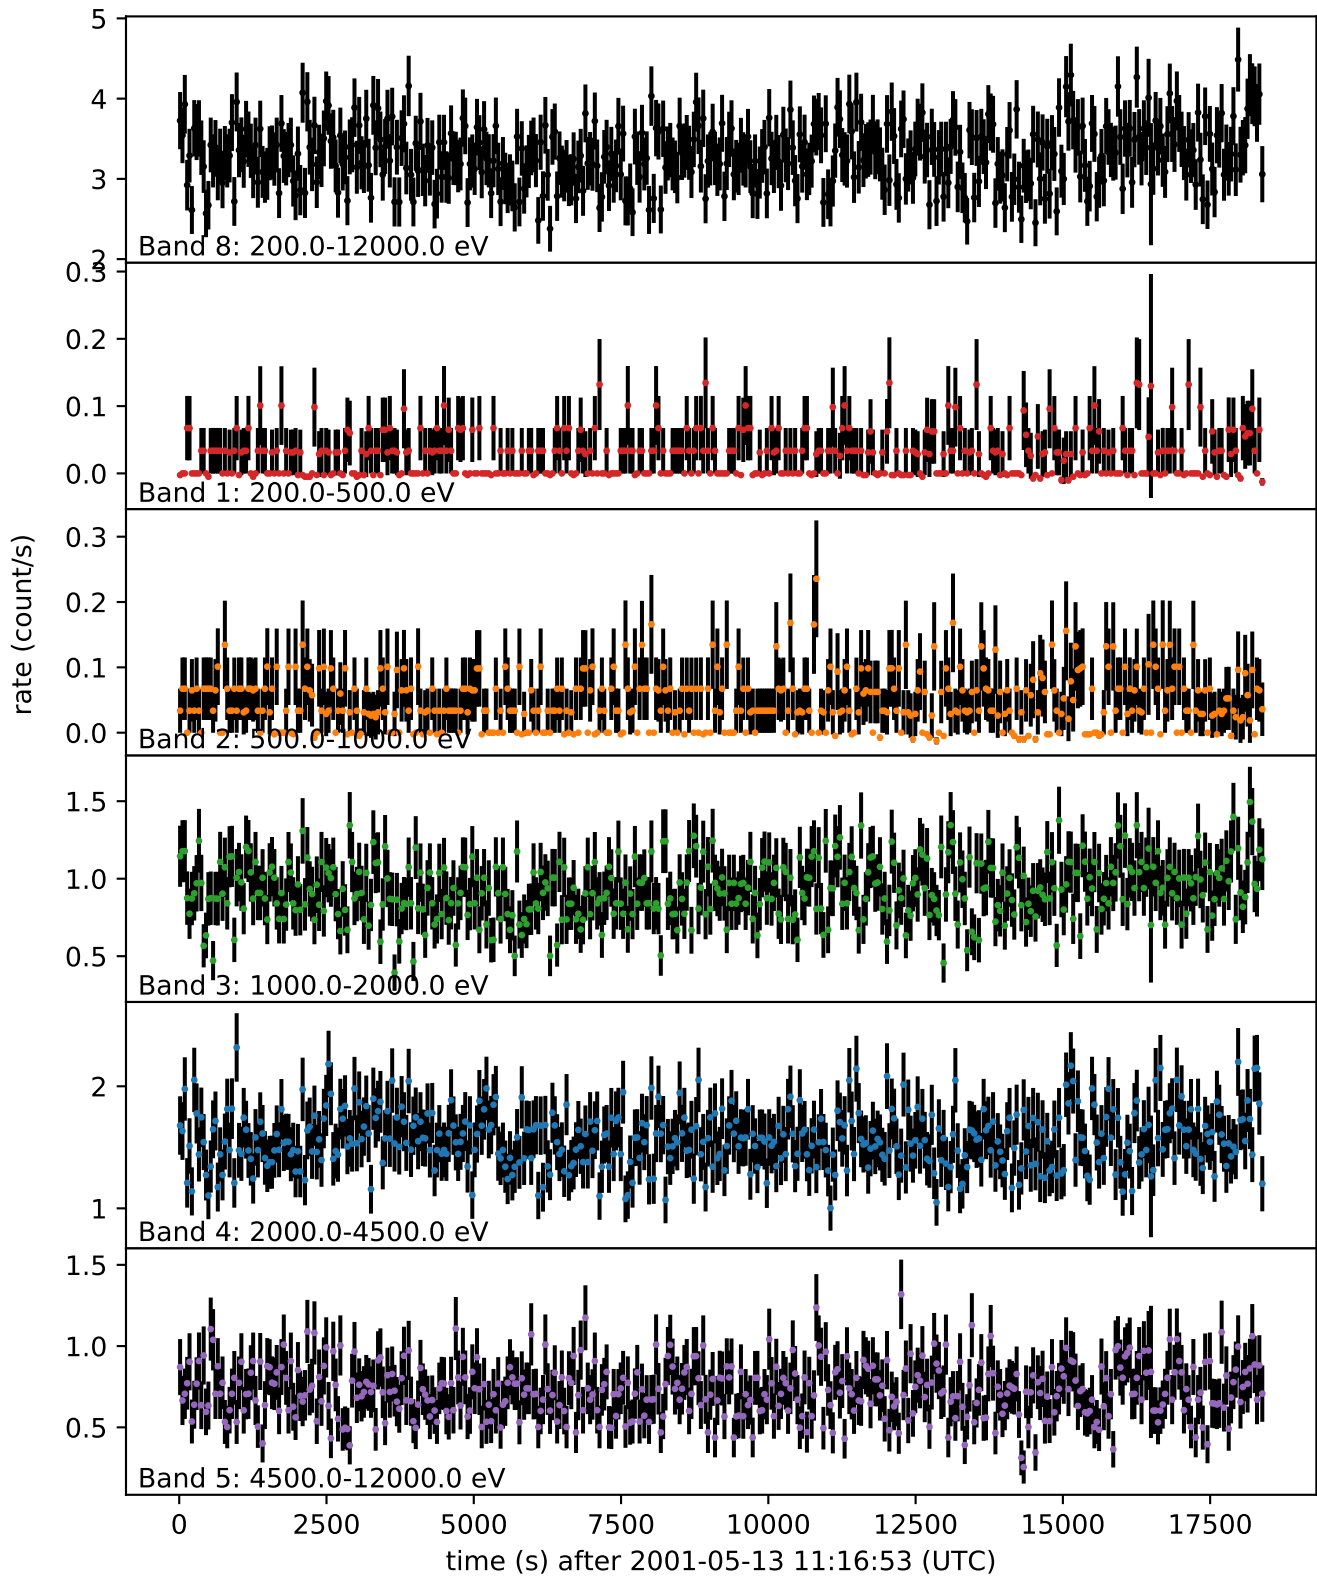 5
4
3
2
Band 8: 200.0-12000.0 eV
0.3
0.2
0.1
0.0
Band 1: 200.0-500.0 eV
0.3
0.2
0.1
0.0
Band 2: 500.0-1000.0 eV
rate (count/s)
1.5
1.0
0.5
Band 3: 1000.0-2000.0 eV
2
1
Band 4: 2000.0-4500.0 eV
1.5
1.0
0.5
Band 5: 4500.0-12000.0 eV
0 2500 5000 7500 10000 12500 15000 17500
time (s) after 2001-05-13 11:16:53 (UTC)